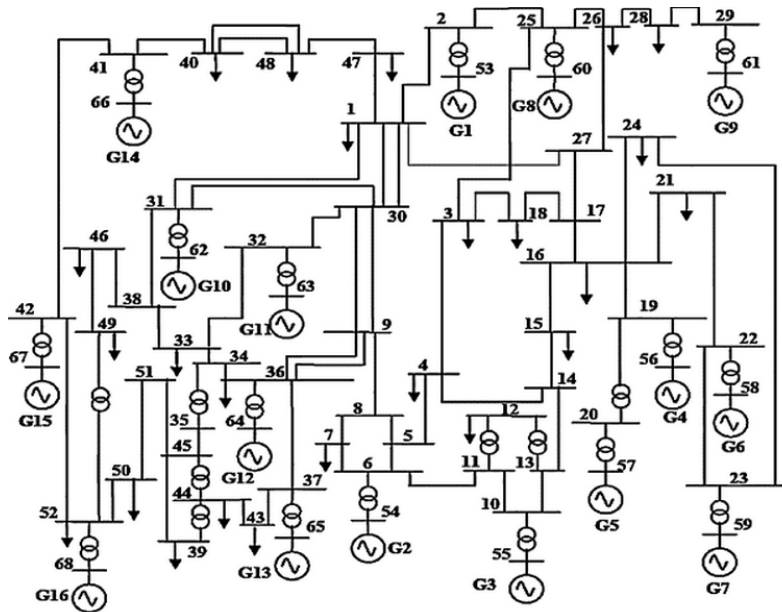 2 25 26 28 29
41 40 48 47
53 60 61
66 G1 G8 G9
1 24
G14 27
21
31 30 3 18 17
46 32
62 16
38 G10 63
42 G11 19
49 33 9 15 22
67 51 34 36 4 56
14
G15 64 58
35 8 12 20 G4
45 7 5 G6
G12 11 13
50 6 57
44 37 23
10
52 43 54 G5
39 65 59
68 G13 G2 55
G16 G3 G7